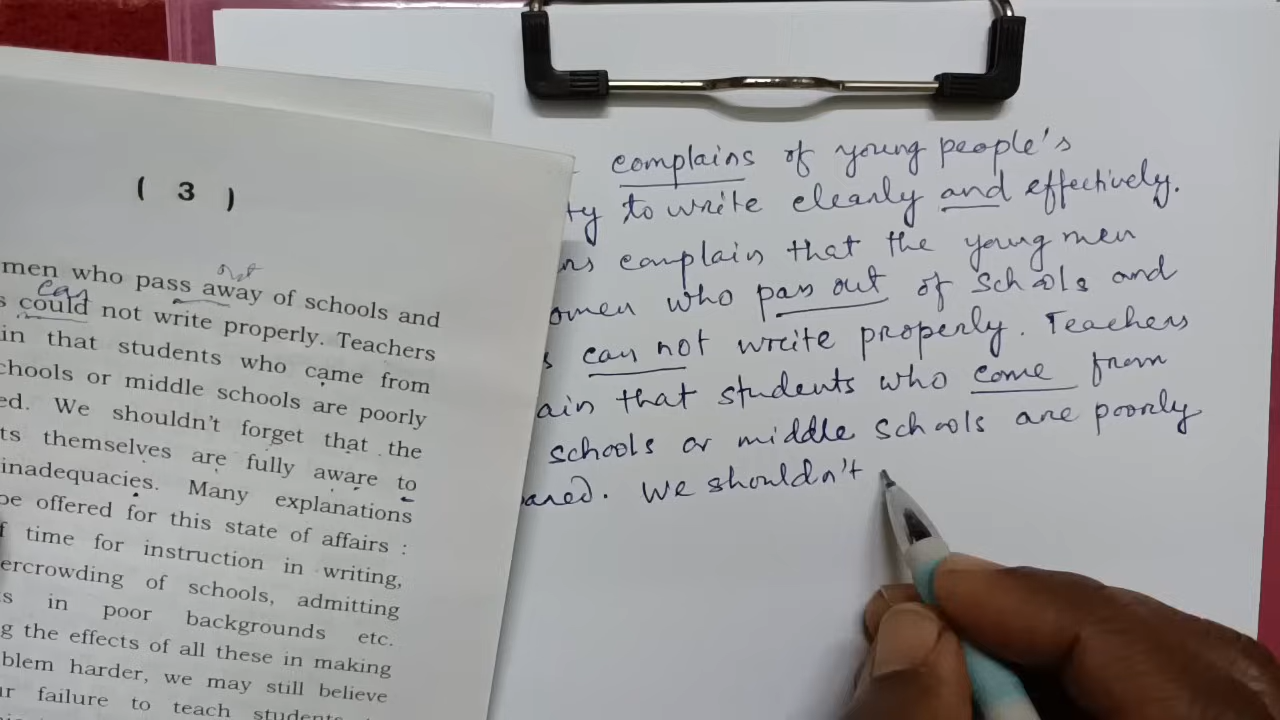 ( 3 )
men who pass away of schools and
out
s could not write properly. Teachers
can
in that students who came from
chools or middle schools are poorly
ed. We shouldn't forget that the
ts themselves are fully aware to
inadequacies. Many explanations
be offered for this state of affairs :
f time for instruction in writing,
ercrowding of schools, admitting
ts in poor backgrounds etc.
g the effects of all these in making
blem harder, we may still believe
ur failure to teach students
complains of young people's
ty to write clearly and effectively.
ns complain that the young men
omen who pass out of schools and
s can not write properly. Teachers
ain that students who come from
schools or middle schools are poorly
ared. We shouldn't